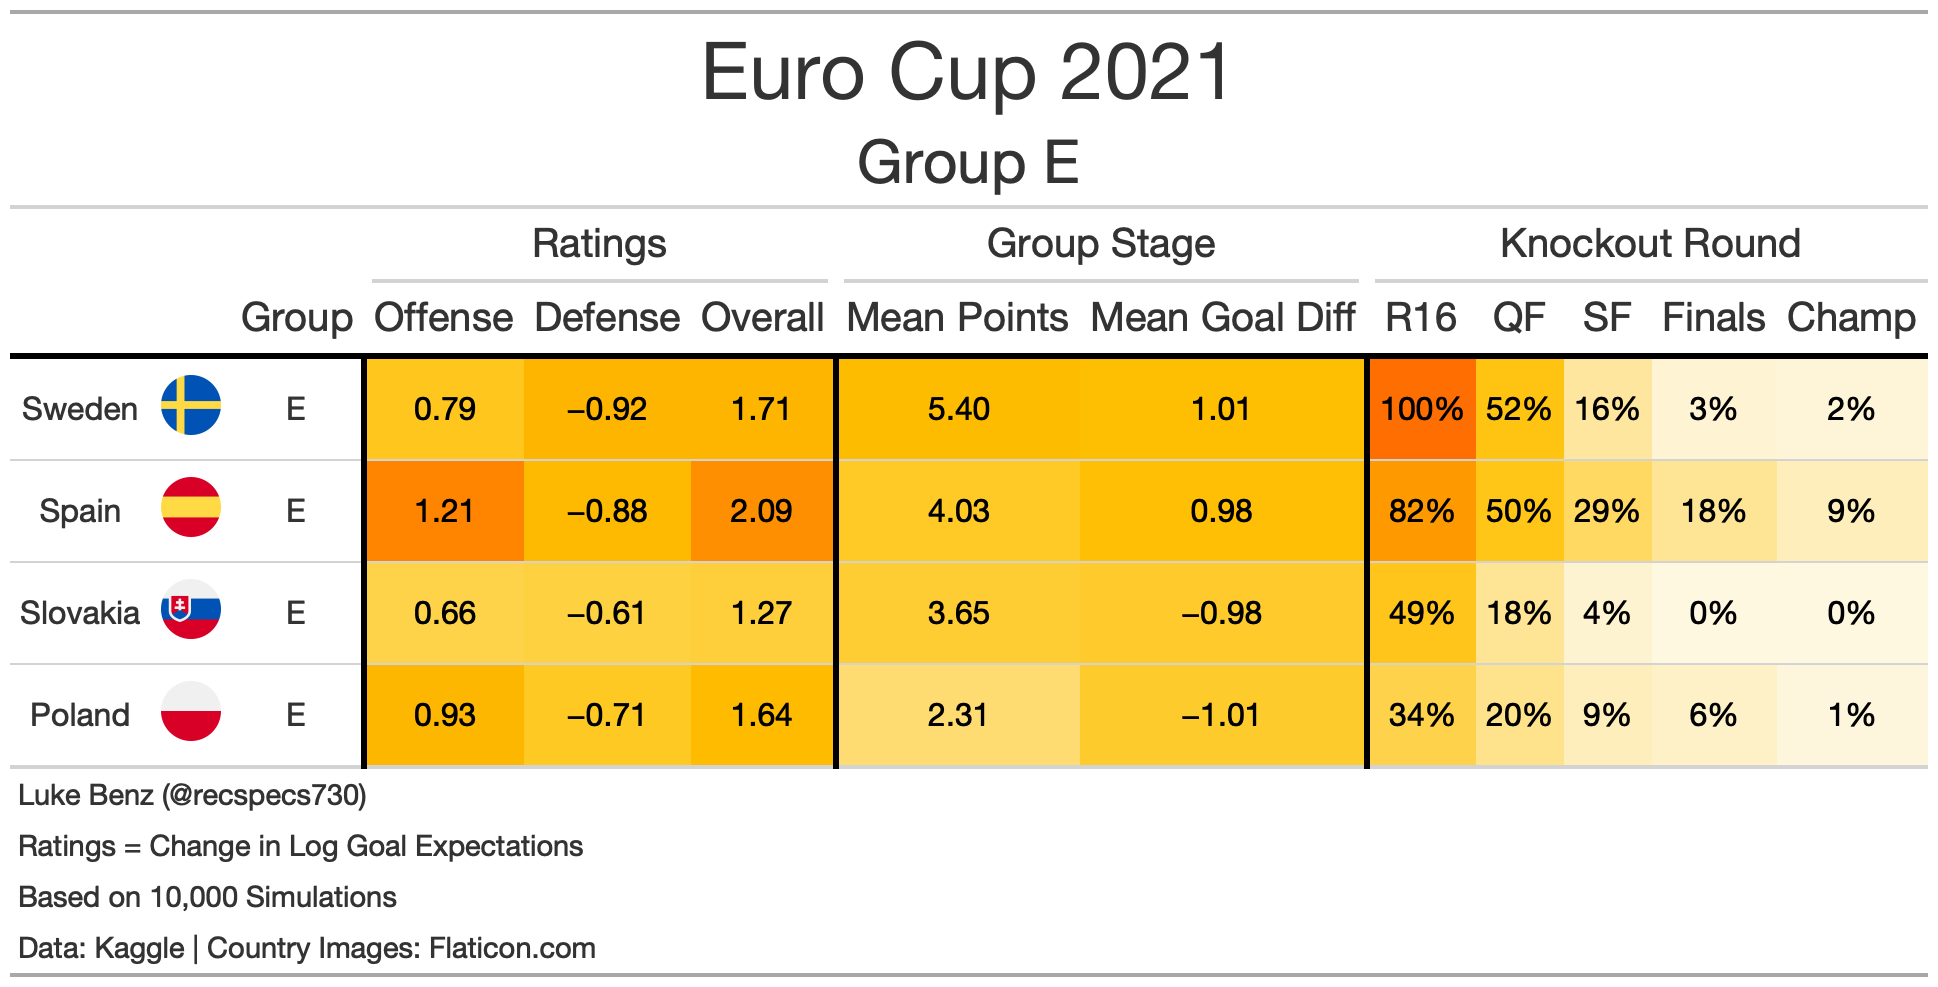 Euro Cup 2021
Group E
Ratings Group Stage Knockout Round
Group Offense Defense Overall Mean Points Mean Goal Diff R16 QF SF Finals Champ
Sweden E 0.79 −0.92 1.71 5.40 1.01 100% 52% 16% 3% 2%
Spain E 1.21 −0.88 2.09 4.03 0.98 82% 50% 29% 18% 9%
Slovakia E 0.66 −0.61 1.27 3.65 −0.98 49% 18% 4% 0% 0%
Poland E 0.93 −0.71 1.64 2.31 −1.01 34% 20% 9% 6% 1%
Luke Benz (@recspecs730)
Ratings = Change in Log Goal Expectations
Based on 10,000 Simulations
Data: Kaggle | Country Images: Flaticon.com